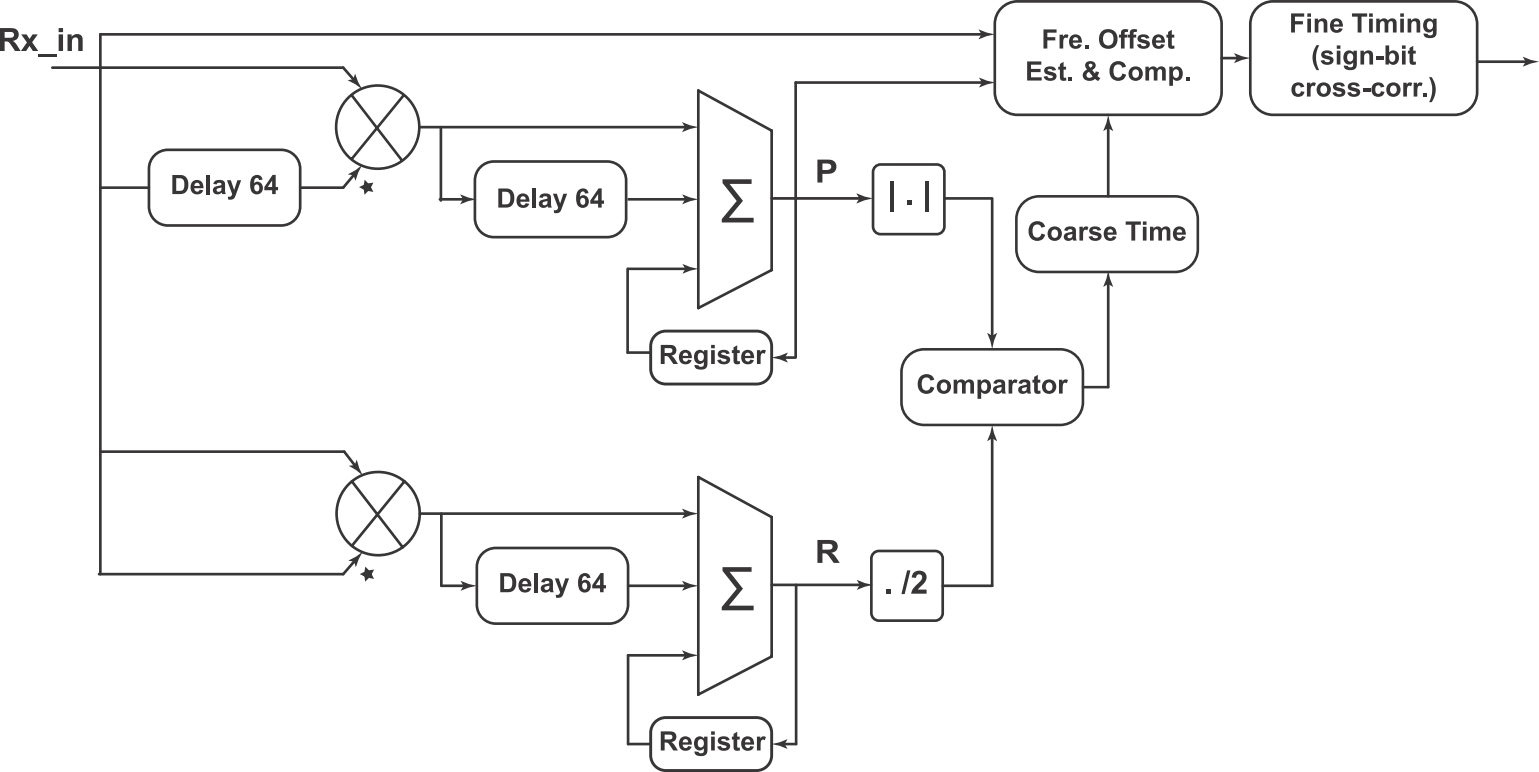 Rx_in
Fre. Offset
Est. & Comp.
Fine Timing
(sign-bit
cross-corr.)
Delay 64
Delay 64
∑
P
| . |
Coarse Time
Register
Comparator
Delay 64
∑
R
. /2
Register